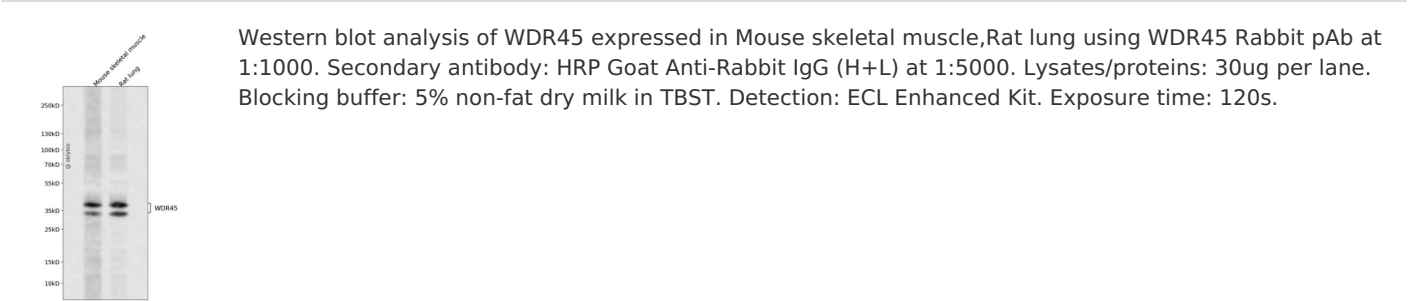 Western blot analysis of WDR45 expressed in Mouse skeletal muscle,Rat lung using WDR45 Rabbit pAb at
1:1000. Secondary antibody: HRP Goat Anti-Rabbit IgG (H+L) at 1:5000. Lysates/proteins: 30ug per lane.
Blocking buffer: 5% non-fat dry milk in TBST. Detection: ECL Enhanced Kit. Exposure time: 120s.
Mouse skeletal muscle
Rat lung
250kD
130kD
100kD
70kD
55kD
35kD
25kD
15kD
10kD
WDR45